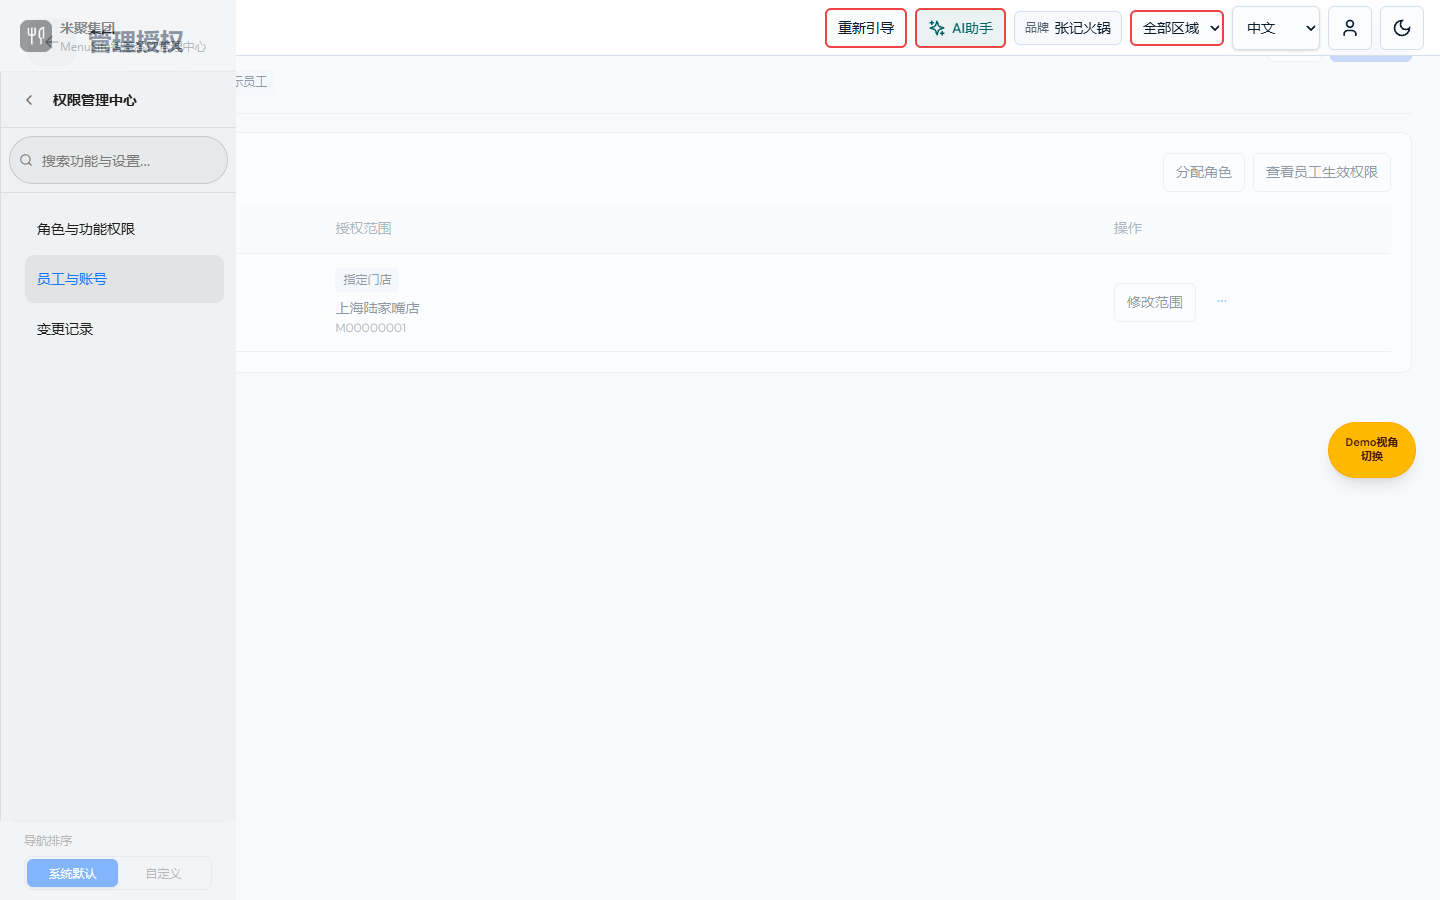 米聚集团
管理授权
重新引导
AI助手
品牌 张记火锅
全部区域
中文
示员工
权限管理中心
搜索功能与设置...
分配角色
查看员工生效权限
角色与功能权限
授权范围
操作
员工与账号
指定门店
上海陆家嘴店
M00000001
修改范围
...
变更记录
Demo视角
切换
导航排序
系统默认
自定义